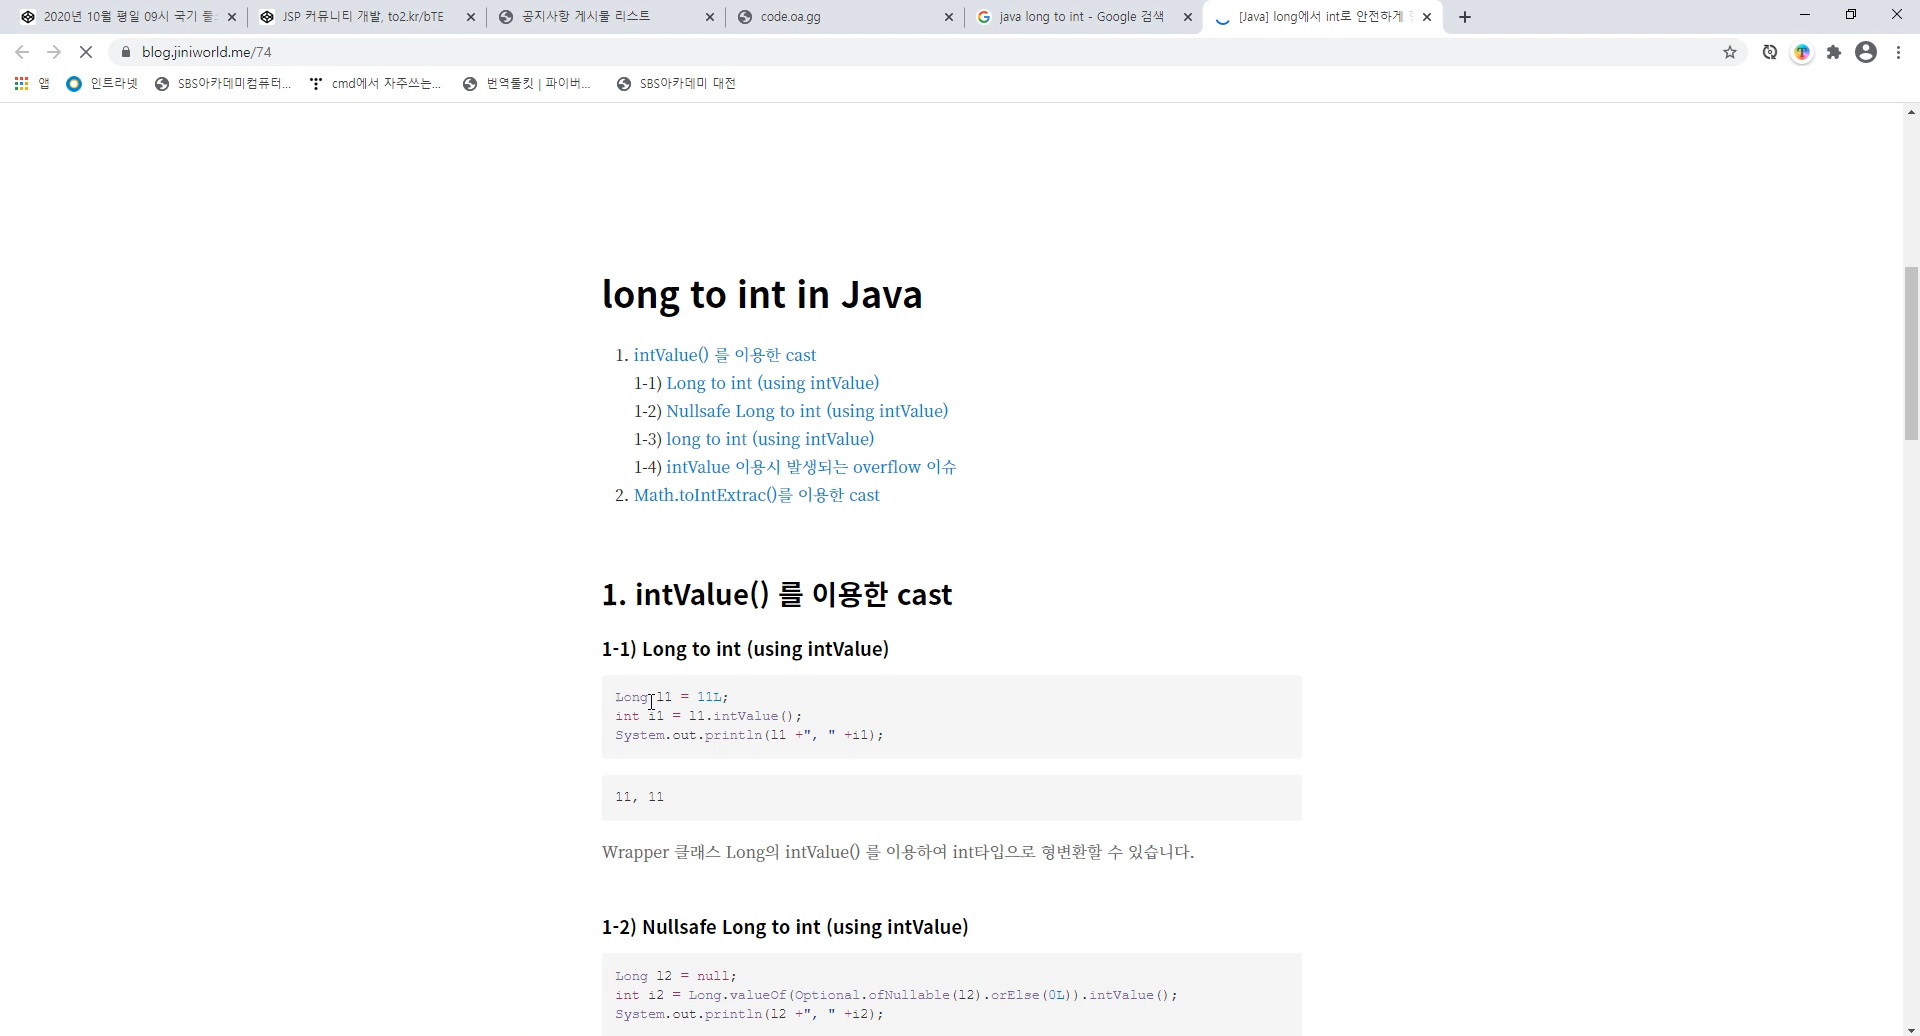 2020년 10월 평일 09시 국기
JSP 커뮤니티 개발, to2.kr/bTE
공지사항 게시물 리스트
code.oa.gg
java long to int - Google 검색
[Java] long에서 int로 안전하게
blog.jiniworld.me/74
앱
인트라넷
SBS아카데미컴퓨터...
cmd에서 자주쓰는...
번역툴킷 | 파이버...
SBS아카데미 대전
long to int in Java
1. intValue() 를 이용한 cast
1-1) Long to int (using intValue)
1-2) Nullsafe Long to int (using intValue)
1-3) long to int (using intValue)
1-4) intValue 이용시 발생되는 overflow 이슈
2. Math.toIntExtrac()를 이용한 cast
1. intValue() 를 이용한 cast
1-1) Long to int (using intValue)
Long l1 = 11L;
int i1 = l1.intValue();
System.out.println(l1 +", " +i1);
11, 11
Wrapper 클래스 Long의 intValue() 를 이용하여 int타입으로 형변환할 수 있습니다.
1-2) Nullsafe Long to int (using intValue)
Long l2 = null;
int i2 = Long.valueOf(Optional.ofNullable(l2).orElse(0L)).intValue();
System.out.println(l2 +", " +i2);